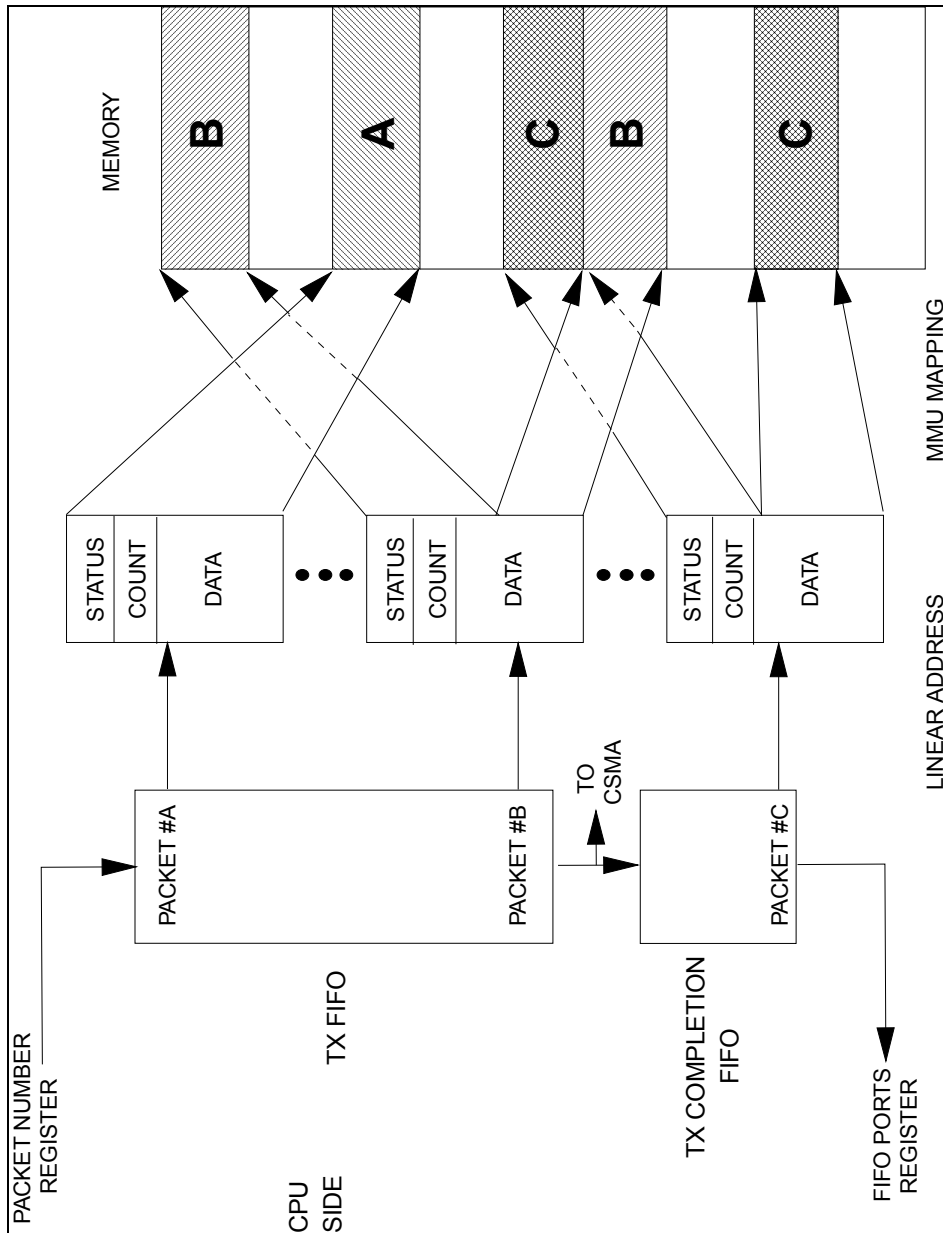 PACKET NUMBER
REGISTER
CPU
SIDE
TX FIFO
PACKET #A
PACKET #B
TO
CSMA
TX COMPLETION
FIFO
PACKET #C
FIFO PORTS
REGISTER
STATUS
COUNT
DATA
STATUS
COUNT
DATA
STATUS
COUNT
DATA
LINEAR ADDRESS
MMU MAPPING
MEMORY
B
A
C
B
C